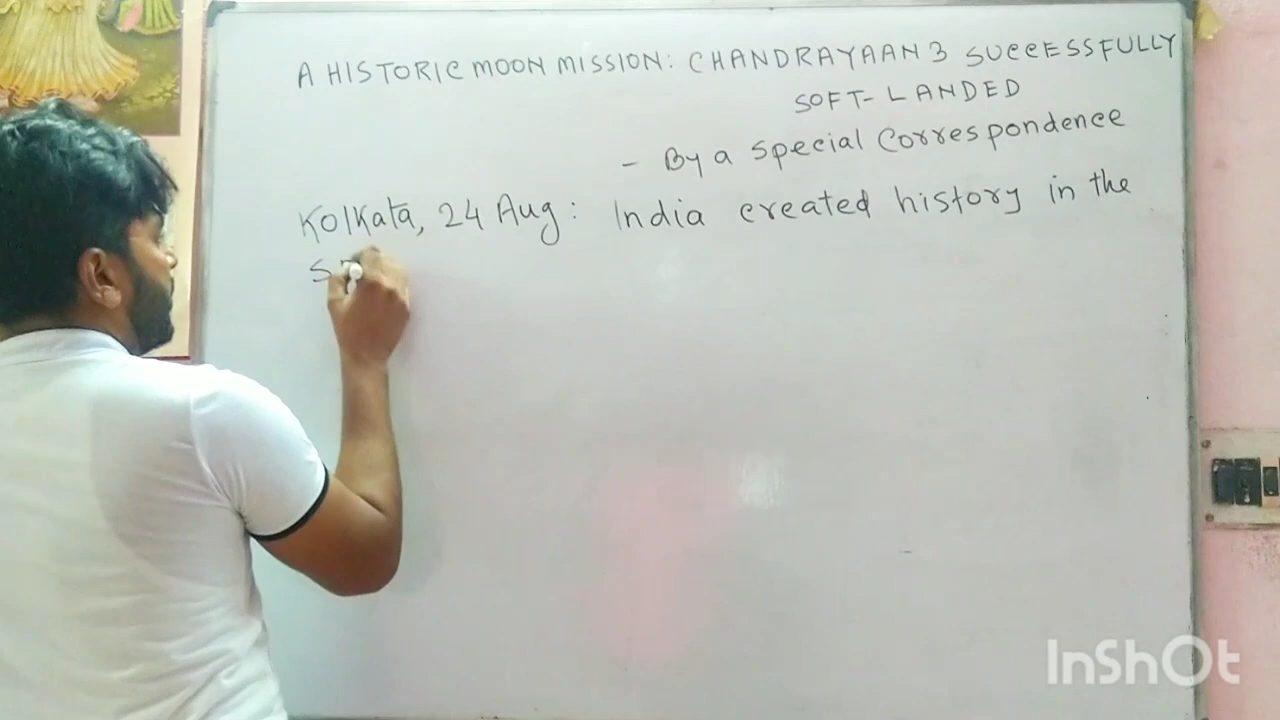 A HISTORIC MOON MISSION: CHANDRAYAAN 3 SUCCESSFULLY
SOFT-LANDED
- By a special Correspondence
Kolkata, 24 Aug: India created history in the
InShOt